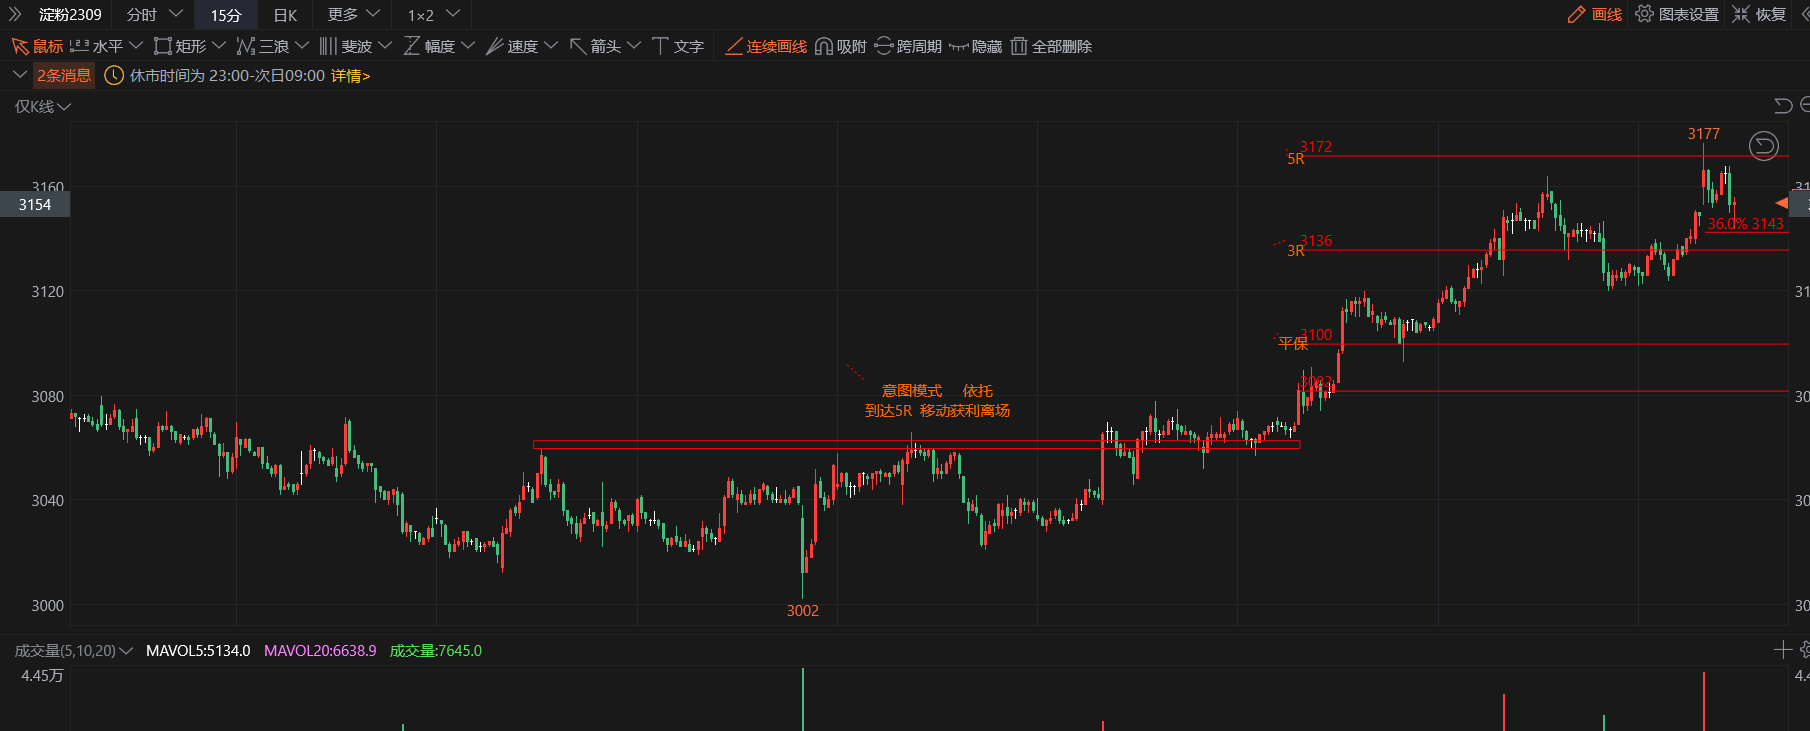 淀粉2309 分时 15分 日K 更多 1×2 画线 图表设置 恢复
鼠标 水平 矩形 三浪 斐波 幅度 速度 箭头 文字 连续画线 吸附 跨周期 隐藏 全部删除
2条消息 休市时间为 23:00-次日09:00 详情>
仅K线
3177
3172
5R
3160
3154
36.0% 3143
3136
3R
3120
3100
平保
3082
意图模式 依托
3080
到达5R 移动获利离场
3040
3000
3002
成交量(5,10,20) MAVOL5:5134.0 MAVOL20:6638.9 成交量:7645.0
4.45万